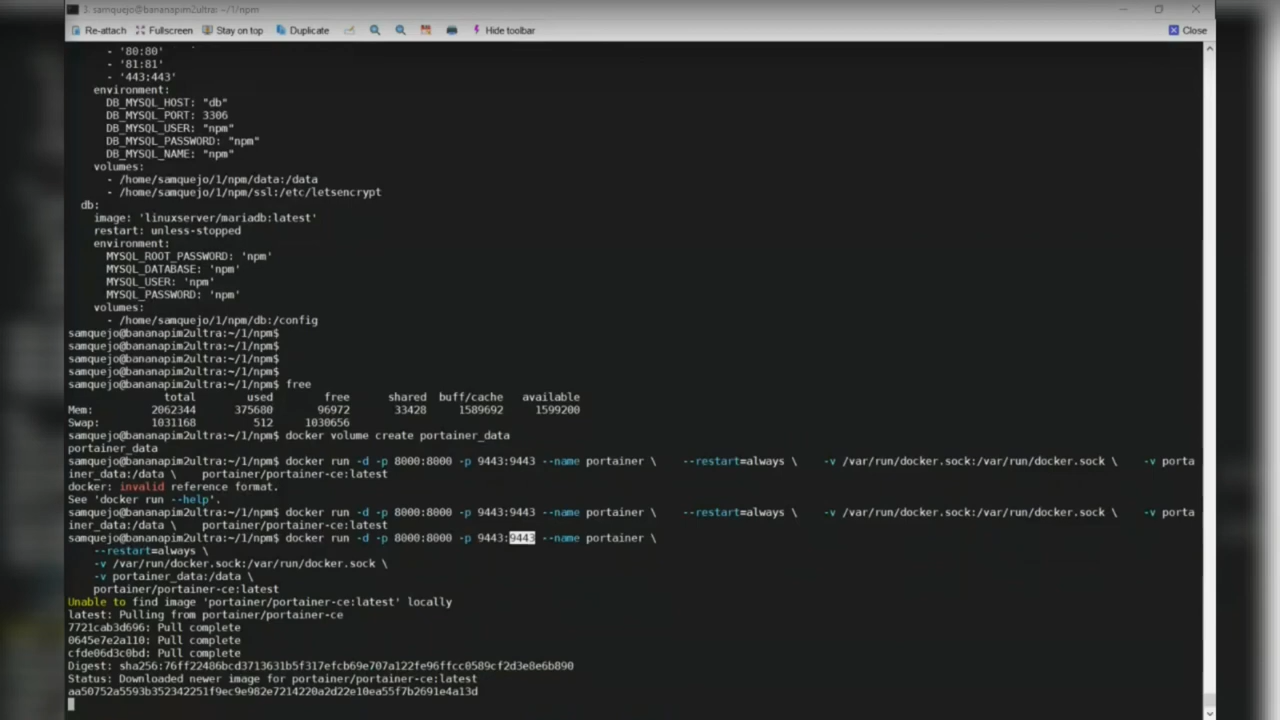 3. samquejo@bananapim2ultra:~/1/npm
Re-attach Fullscreen Stay on top Duplicate Hide toolbar Close
- '80:80'
- '81:81'
- '443:443'
environment:
DB_MYSQL_HOST: "db"
DB_MYSQL_PORT: 3306
DB_MYSQL_USER: "npm"
DB_MYSQL_PASSWORD: "npm"
DB_MYSQL_NAME: "npm"
volumes:
- /home/samquejo/1/npm/data:/data
- /home/samquejo/1/npm/ssl:/etc/letsencrypt
db:
image: 'linuxserver/mariadb:latest'
restart: unless-stopped
environment:
MYSQL_ROOT_PASSWORD: 'npm'
MYSQL_DATABASE: 'npm'
MYSQL_USER: 'npm'
MYSQL_PASSWORD: 'npm'
volumes:
- /home/samquejo/1/npm/db:/config
samquejo@bananapim2ultra:~/1/npm$
samquejo@bananapim2ultra:~/1/npm$
samquejo@bananapim2ultra:~/1/npm$
samquejo@bananapim2ultra:~/1/npm$
samquejo@bananapim2ultra:~/1/npm$ free
total used free shared buff/cache available
Mem: 2062344 375680 96972 33428 1589692 1599200
Swap: 1031168 512 1030656
samquejo@bananapim2ultra:~/1/npm$ docker volume create portainer_data
portainer_data
samquejo@bananapim2ultra:~/1/npm$ docker run -d -p 8000:8000 -p 9443:9443 --name portainer \ --restart=always \ -v /var/run/docker.sock:/var/run/docker.sock \ -v porta
iner_data:/data \ portainer/portainer-ce:latest
docker: invalid reference format.
See 'docker run --help'.
samquejo@bananapim2ultra:~/1/npm$ docker run -d -p 8000:8000 -p 9443:9443 --name portainer \ --restart=always \ -v /var/run/docker.sock:/var/run/docker.sock \ -v porta
iner_data:/data \ portainer/portainer-ce:latest
samquejo@bananapim2ultra:~/1/npm$ docker run -d -p 8000:8000 -p 9443:9443 --name portainer \
--restart=always \
-v /var/run/docker.sock:/var/run/docker.sock \
-v portainer_data:/data \
portainer/portainer-ce:latest
Unable to find image 'portainer/portainer-ce:latest' locally
latest: Pulling from portainer/portainer-ce
7721cab3d696: Pull complete
0645e7e2a110: Pull complete
cfde06d3c0bd: Pull complete
Digest: sha256:76ff22486bcd3713631b5f317efcb69e707a122fe96ffcc0589cf2d3e8e6b890
Status: Downloaded newer image for portainer/portainer-ce:latest
aa50752a5593b352342251f9ec9e982e7214220a2d22e10ea55f7b2691e4a13d